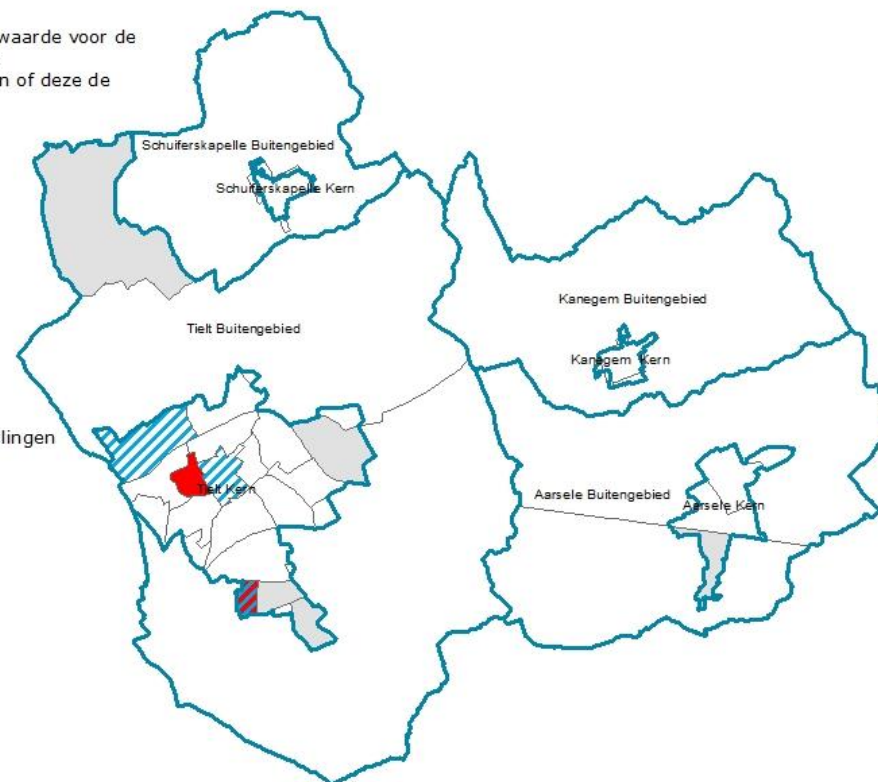 waarde voor de
n of deze de
Schuiferskapelle Buitengebied
Schuiferskapelle Kern
Kanegem Buitengebied
Tielt Buitengebied
Kanegem Kern
lingen
Tielt Kern
Aarsele Buitengebied
Aersele Kern